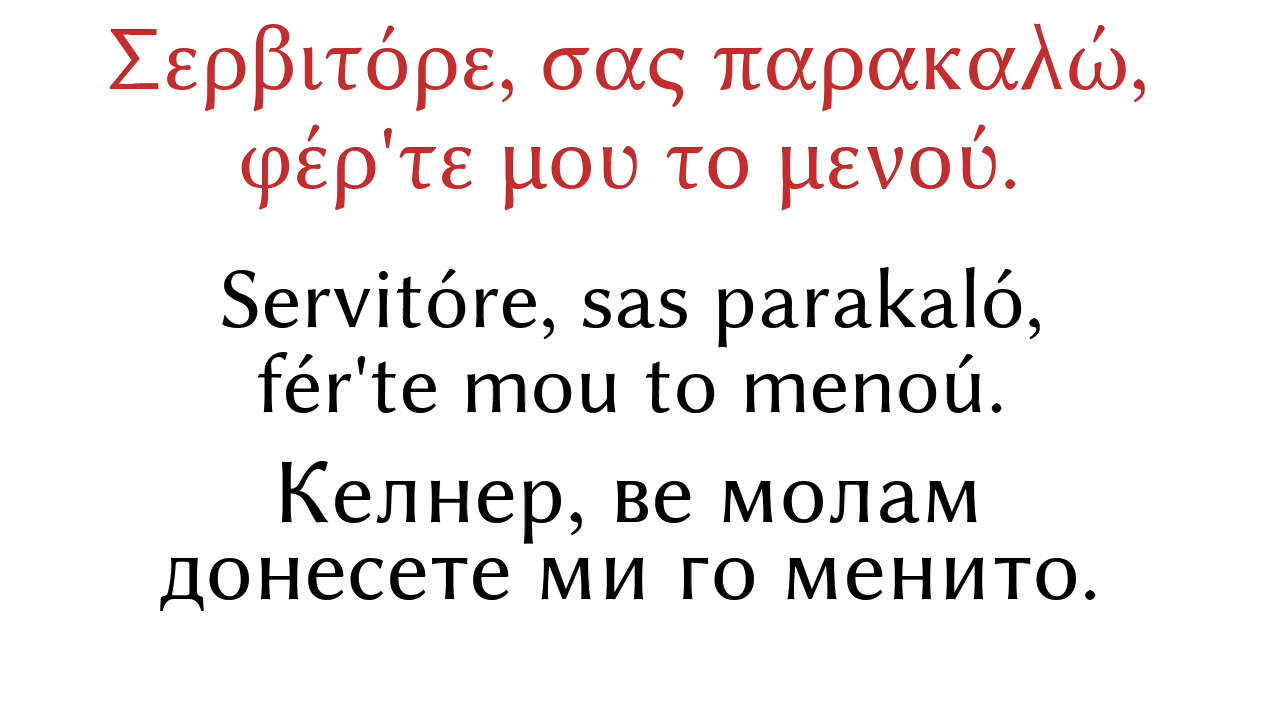 Σερβιτόρε, σας παρακαλώ,
φέρ'τε μου το μενού.
Servitóre, sas parakaló,
fér'te mou to menoú.
Келнер, ве молам
донесете ми го менито.